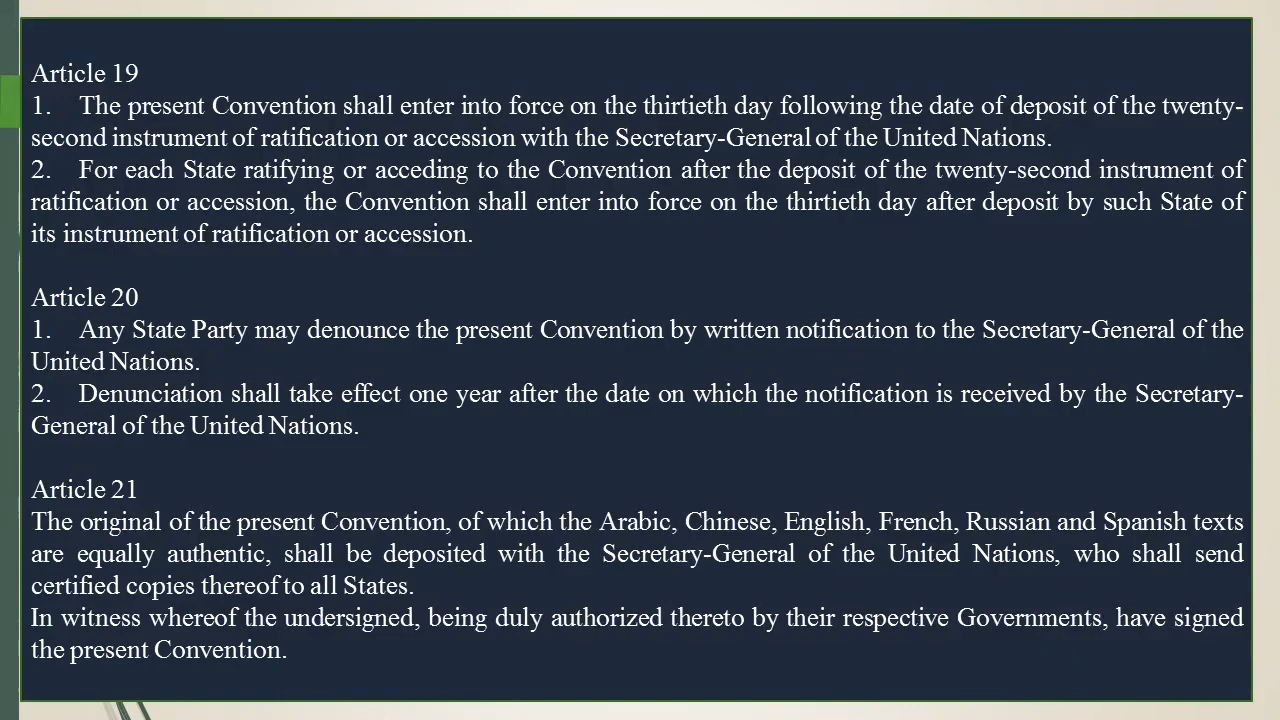 Article 19
1. The present Convention shall enter into force on the thirtieth day following the date of deposit of the twenty-
second instrument of ratification or accession with the Secretary-General of the United Nations.
2. For each State ratifying or acceding to the Convention after the deposit of the twenty-second instrument of
ratification or accession, the Convention shall enter into force on the thirtieth day after deposit by such State of
its instrument of ratification or accession.
Article 20
1. Any State Party may denounce the present Convention by written notification to the Secretary-General of the
United Nations.
2. Denunciation shall take effect one year after the date on which the notification is received by the Secretary-
General of the United Nations.
Article 21
The original of the present Convention, of which the Arabic, Chinese, English, French, Russian and Spanish texts
are equally authentic, shall be deposited with the Secretary-General of the United Nations, who shall send
certified copies thereof to all States.
In witness whereof the undersigned, being duly authorized thereto by their respective Governments, have signed
the present Convention.